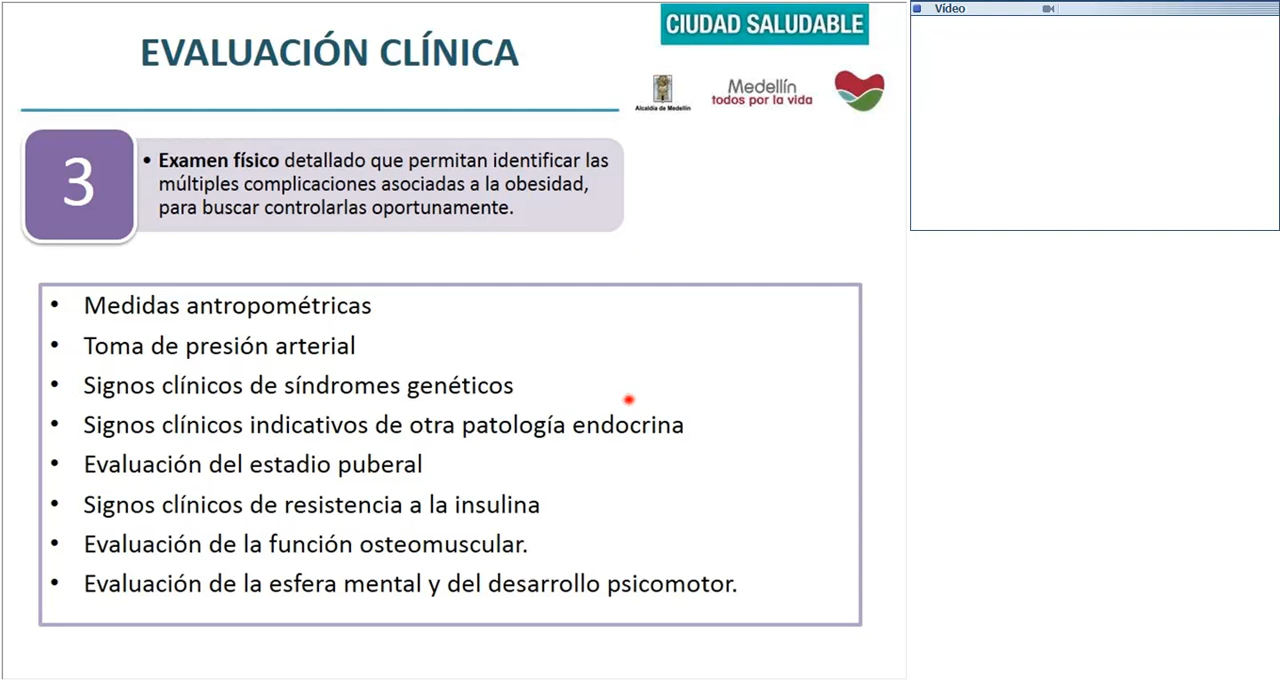 CIUDAD SALUDABLE
Vídeo
EVALUACIÓN CLÍNICA
Alcaldía de Medellín
Medellín
todos por la vida
3
• Examen físico detallado que permitan identificar las
múltiples complicaciones asociadas a la obesidad,
para buscar controlarlas oportunamente.
• Medidas antropométricas
• Toma de presión arterial
• Signos clínicos de síndromes genéticos
• Signos clínicos indicativos de otra patología endocrina
• Evaluación del estadio puberal
• Signos clínicos de resistencia a la insulina
• Evaluación de la función osteomuscular.
• Evaluación de la esfera mental y del desarrollo psicomotor.